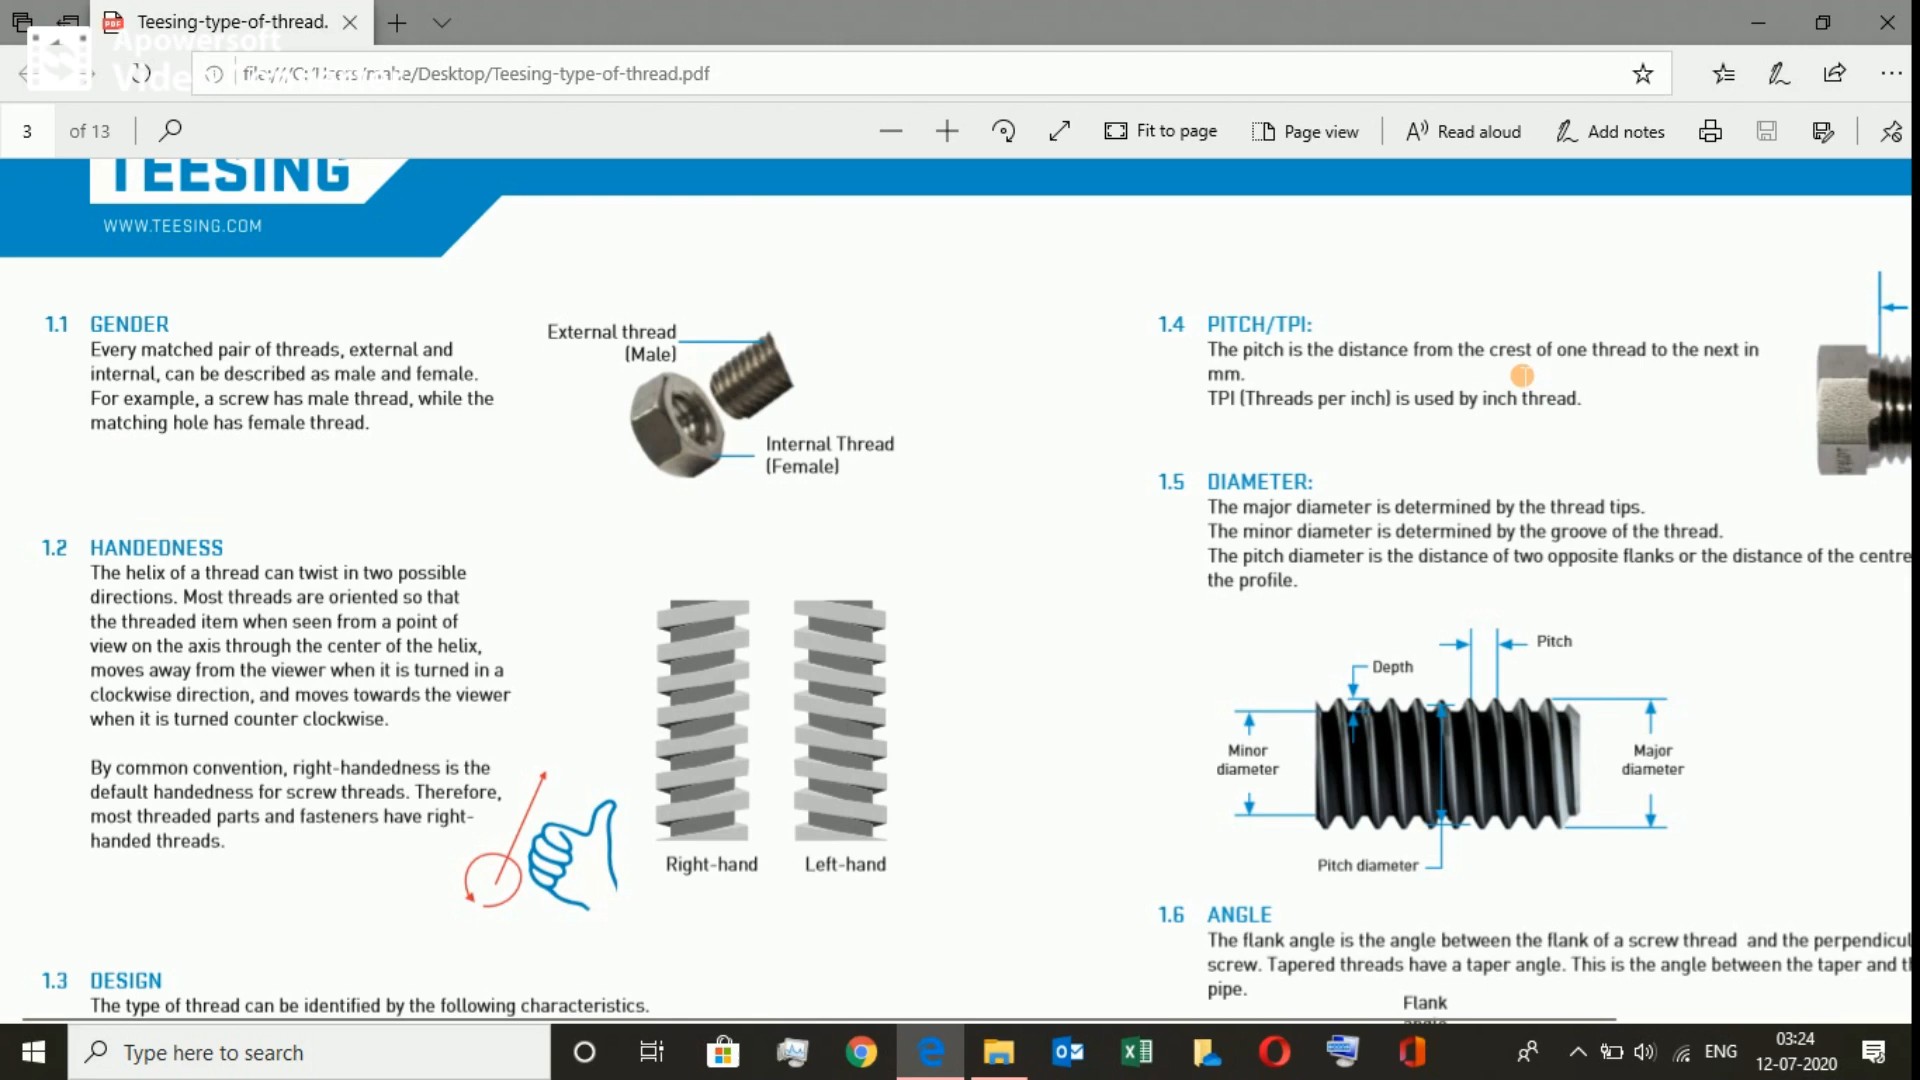 Teesing-type-of-thread.
Apowersoft
file:///C:/Users/mahe/Desktop/Teesing-type-of-thread.pdf
3 of 13
Fit to page
Page view
Read aloud
Add notes
TEESING
WWW.TEESING.COM
1.1 GENDER
Every matched pair of threads, external and
internal, can be described as male and female.
For example, a screw has male thread, while the
matching hole has female thread.
External thread
(Male)
Internal Thread
(Female)
1.2 HANDEDNESS
The helix of a thread can twist in two possible
directions. Most threads are oriented so that
the threaded item when seen from a point of
view on the axis through the center of the helix,
moves away from the viewer when it is turned in a
clockwise direction, and moves towards the viewer
when it is turned counter clockwise.
By common convention, right-handedness is the
default handedness for screw threads. Therefore,
most threaded parts and fasteners have right-
handed threads.
Right-hand
Left-hand
1.3 DESIGN
The type of thread can be identified by the following characteristics.
1.4 PITCH/TPI:
The pitch is the distance from the crest of one thread to the next in
mm.
TPI (Threads per inch) is used by inch thread.
1.5 DIAMETER:
The major diameter is determined by the thread tips.
The minor diameter is determined by the groove of the thread.
The pitch diameter is the distance of two opposite flanks or the distance of the centre
the profile.
Pitch
Depth
Minor
diameter
Major
diameter
Pitch diameter
1.6 ANGLE
The flank angle is the angle between the flank of a screw thread and the perpendicul
screw. Tapered threads have a taper angle. This is the angle between the taper and t
pipe.
Flank
Type here to search
ENG
03:24
12-07-2020